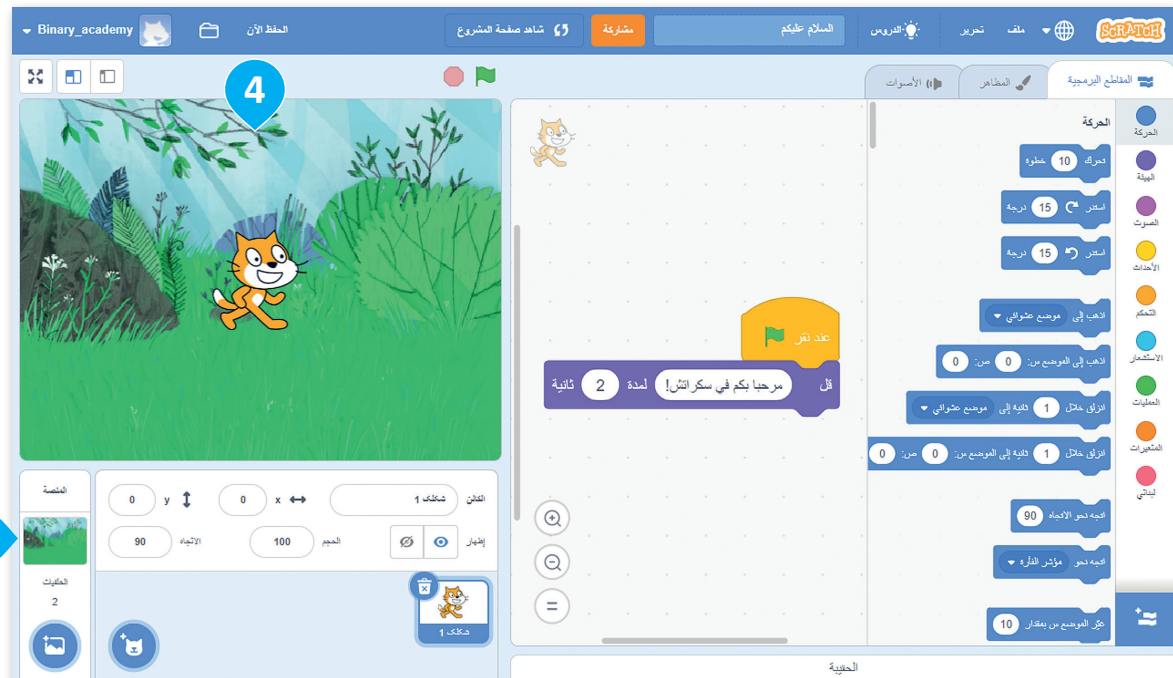 SCRATCH
ملف
تحرير
الدروس
السلام عليكم
مشاركة
شاهد صفحة المشروع
الحفظ الآن
Binary_academy
المقاطع البرمجية
المظاهر
الأصوات
4
الحركة
الهيئة
الصوت
الأحداث
التحكم
الاستشعار
العمليات
المتغيرات
لبناتي
الحركة
تحرك 10 خطوة
استدر 15 درجة
استدر 15 درجة
اذهب إلى موضع عشوائي
اذهب إلى الموضع س: 0 ص: 0
انزلق خلال 1 ثانية إلى موضع عشوائي
انزلق خلال 1 ثانية إلى الموضع س: 0 ص: 0
اتجه نحو الاتجاه 90
اتجه نحو مؤشر الفأرة
غيّر الموضع س بمقدار 10
عند نقر
قل مرحبا بكم في سكراتش! لمدة 2 ثانية
الكائن شكلك 1 x 0 y 0
إظهار الحجم 100 الاتجاه 90
شكلك 1
المنصة
الخلفيات
2
الحقيبة